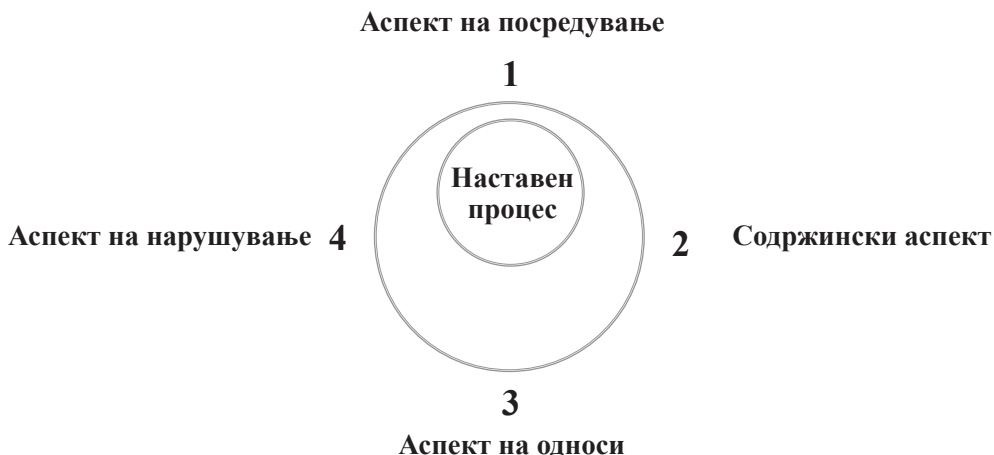 Аспект на посредување
1
Наставен
процес
Аспект на нарушување 4
2 Содржински аспект
3
Аспект на односи